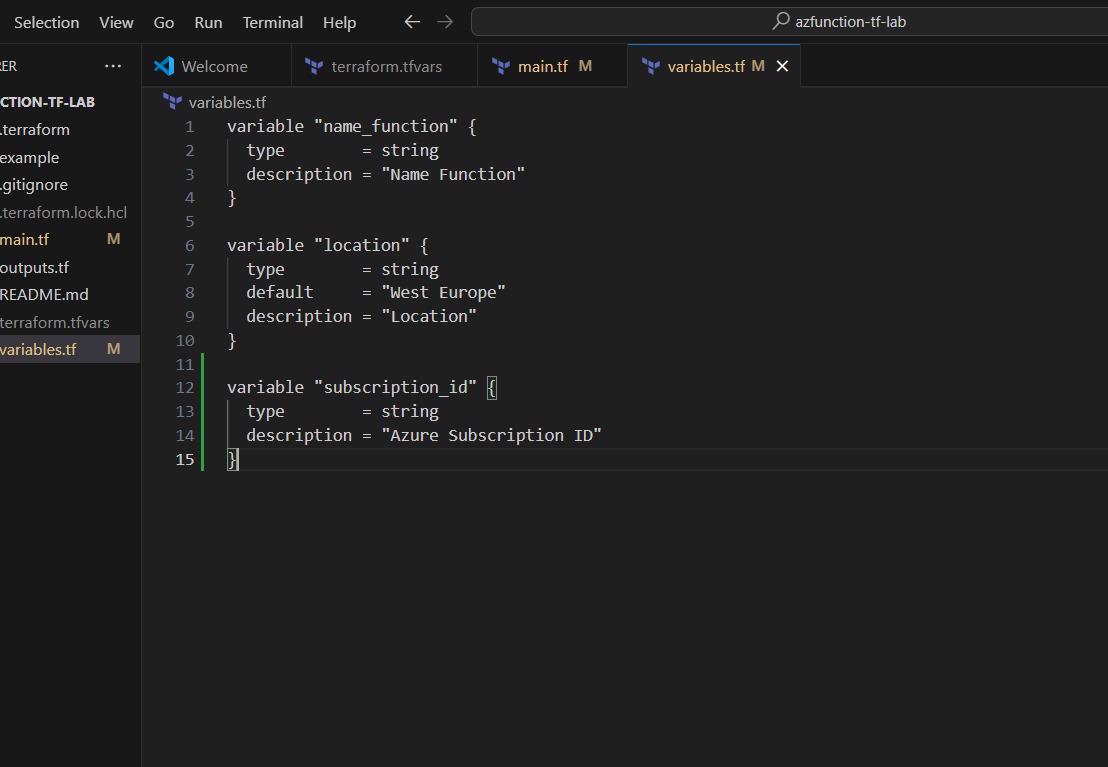 Selection View Go Run Terminal Help azfunction-tf-lab
RER ... Welcome terraform.tfvars main.tf M variables.tf M
CTION-TF-LAB
.terraform
example
.gitignore
.terraform.lock.hcl
main.tf M
outputs.tf
README.md
terraform.tfvars
variables.tf M
variables.tf
1 variable "name_function" {
2   type        = string
3   description = "Name Function"
4 }
5
6 variable "location" {
7   type        = string
8   default     = "West Europe"
9   description = "Location"
10 }
11
12 variable "subscription_id" {
13   type        = string
14   description = "Azure Subscription ID"
15 }